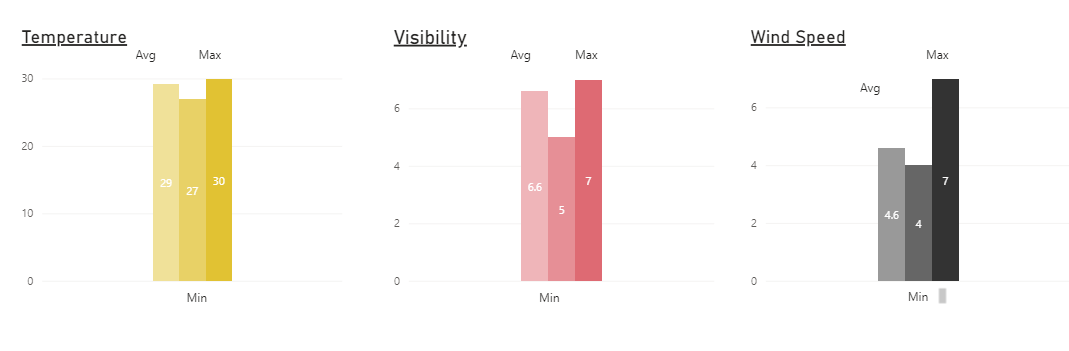 Temperature
Avg Max
30
20
10
0
29
27
30
Min
Visibility
Avg Max
6
4
2
0
6.6
5
7
Min
Wind Speed
Max
Avg
6
4
2
0
4.6
4
7
Min